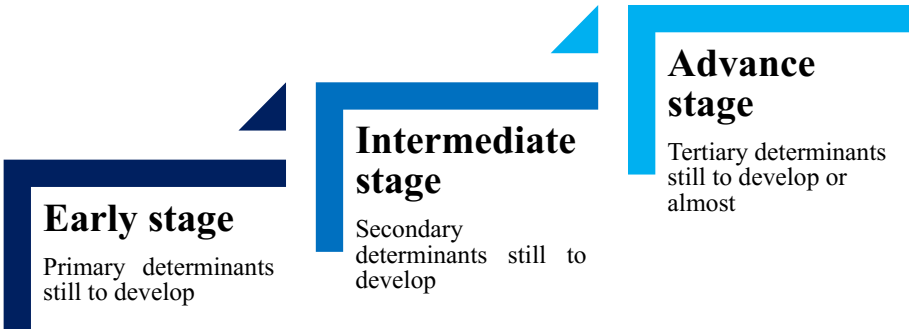 Early stage
Primary determinants
still to develop
Intermediate
stage
Secondary
determinants still to
develop
Advance
stage
Tertiary determinants
still to develop or
almost